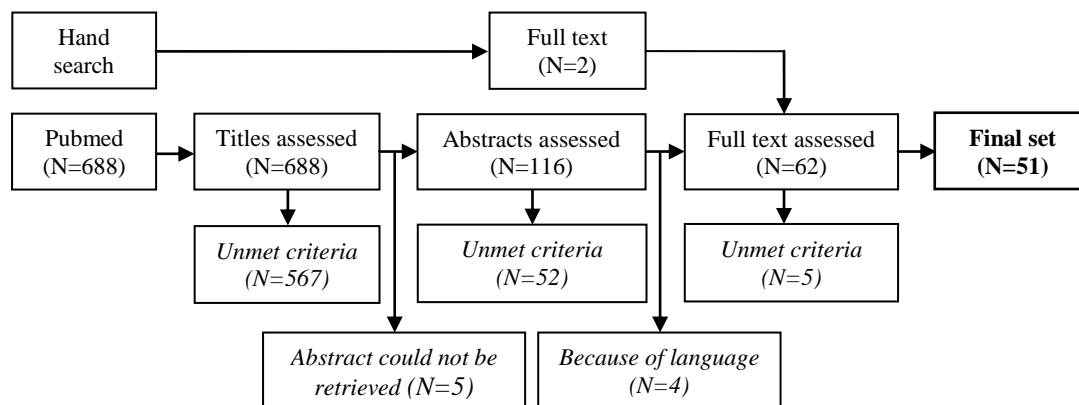 Hand
search
Full text
(N=2)
Pubmed
(N=688)
Titles assessed
(N=688)
Abstracts assessed
(N=116)
Full text assessed
(N=62)
Final set
(N=51)
Unmet criteria
(N=567)
Unmet criteria
(N=52)
Unmet criteria
(N=5)
Abstract could not be
retrieved (N=5)
Because of language
(N=4)